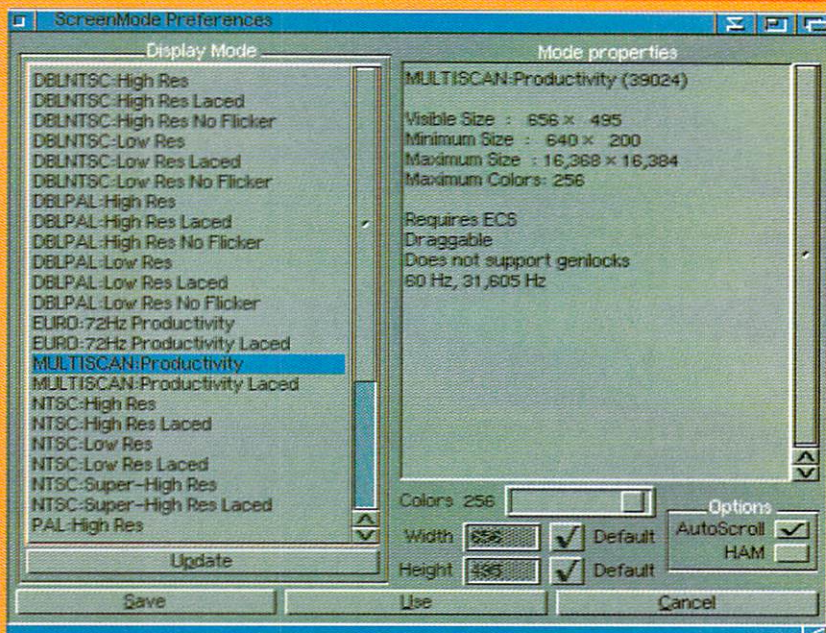 ScreenMode Preferences
Display Mode
DBLNTSC:High Res
DBLNTSC:High Res Laced
DBLNTSC:High Res No Flicker
DBLNTSC:Low Res
DBLNTSC:Low Res Laced
DBLNTSC:Low Res No Flicker
DBLPAL:High Res
DBLPAL:High Res Laced
DBLPAL:High Res No Flicker
DBLPAL:Low Res
DBLPAL:Low Res Laced
DBLPAL:Low Res No Flicker
EURO:72Hz Productivity
EURO:72Hz Productivity Laced
MULTISCAN:Productivity
MULTISCAN:Productivity Laced
NTSC:High Res
NTSC:High Res Laced
NTSC:Low Res
NTSC:Low Res Laced
NTSC:Super-High Res
NTSC:Super-High Res Laced
PAL:High Res
Update
Mode properties
MULTISCAN:Productivity (39024)
Visible Size : 656 × 495
Minimum Size : 640 × 200
Maximum Size : 16,368 × 16,384
Maximum Colors: 256
Requires ECS
Draggable
Does not support genlocks
60 Hz, 31,605 Hz
Colors 256
Width 656 Default
Height 495 Default
Options
AutoScroll
HAM
Save
Use
Cancel